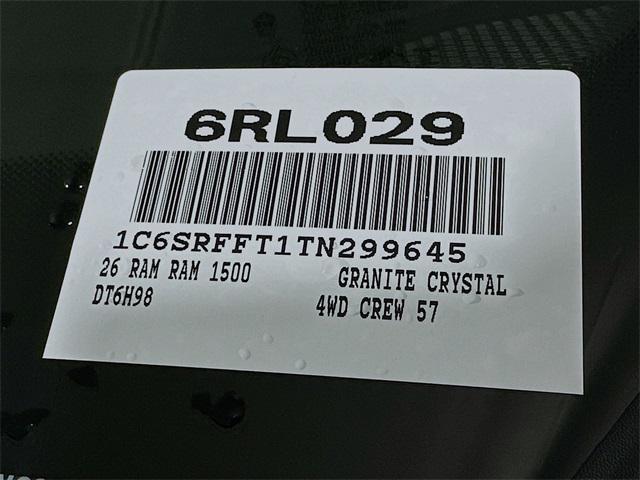 6RL029
1C6SRFFT1TN299645
26 RAM RAM 1500 GRANITE CRYSTAL
DT6H98 4WD CREW 57